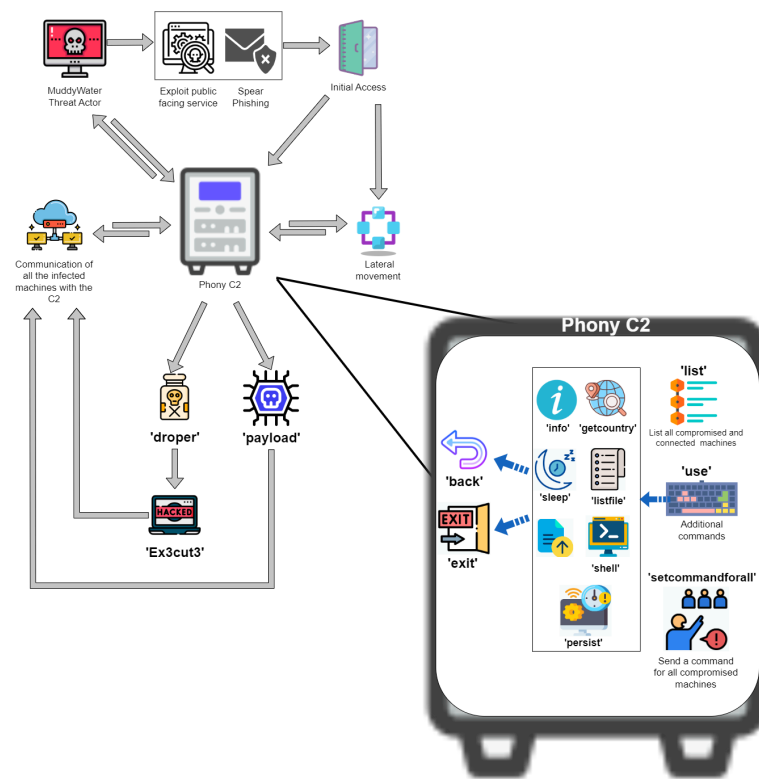 MuddyWater
Threat Actor
Exploit public
facing service
Spear
Phishing
Initial Access
Communication of
all the infected
machines with the
C2
Phony C2
Lateral
movement
'droper'
'payload'
HACKED
'Ex3cut3'
Phony C2
'info'
'getcountry'
'list'
List all compromised and
connected machines
'back'
'sleep'
'listfile'
'use'
Additional
commands
EXIT
'exit'
'shell'
'setcommandforall'
'persist'
Send a command
for all compromised
machines